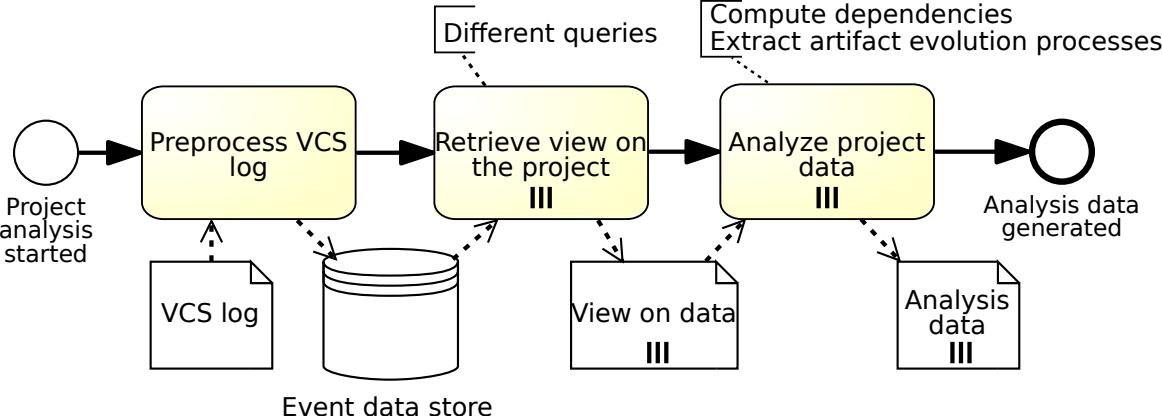 Different queries
Compute dependencies
Extract artifact evolution processes
Preprocess VCS
log
Retrieve view on
the project
Analyze project
data
Project
analysis
started
Analysis data
generated
VCS log
Event data store
View on data
Analysis
data